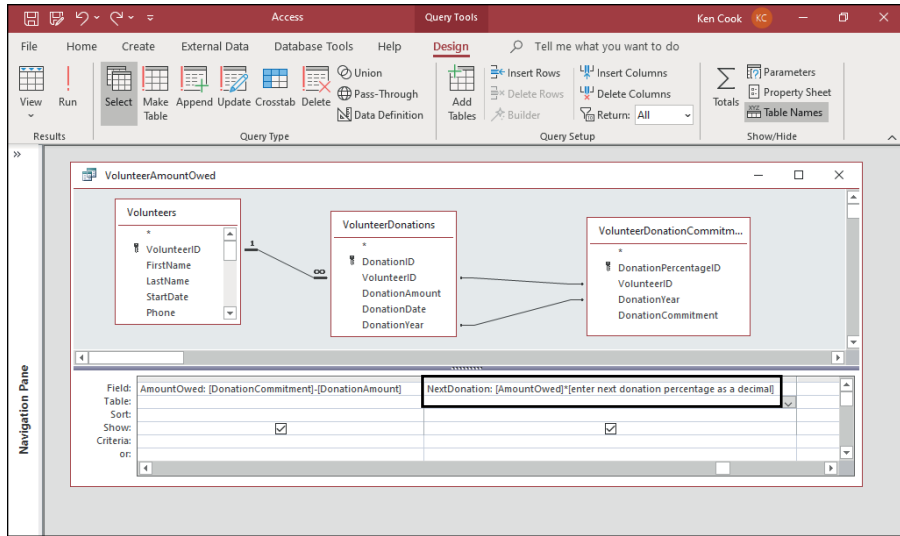 Access
Query Tools
Ken Cook KC
File Home Create External Data Database Tools Help Design Tell me what you want to do
View
Run
Results
Select
Make Table
Append
Update
Crosstab
Delete
Union
Pass-Through
Data Definition
Query Type
Add Tables
Insert Rows
Delete Rows
Builder
Insert Columns
Delete Columns
Return: All
Query Setup
Totals
Parameters
Property Sheet
XYZ Table Names
Show/Hide
»
Navigation Pane
VolunteerAmountOwed
Volunteers
*
VolunteerID
FirstName
LastName
StartDate
Phone
1
∞
VolunteerDonations
*
DonationID
VolunteerID
DonationAmount
DonationDate
DonationYear
VolunteerDonationCommitm...
*
DonationPercentageID
VolunteerID
DonationYear
DonationCommitment
Field: AmountOwed: [DonationCommitment]-[DonationAmount] NextDonation: [AmountOwed]*[enter next donation percentage as a decimal]
Table:
Sort:
Show:
Criteria:
or: